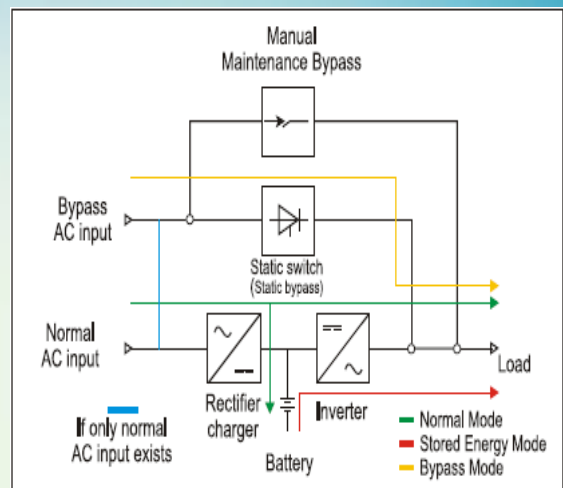 Manual
Maintenance Bypass
Bypass
AC input
Static switch
(Static bypass)
Normal
AC input
Load
Rectifier
charger
Inverter
Battery
If only normal
AC input exists
Normal Mode
Stored Energy Mode
Bypass Mode